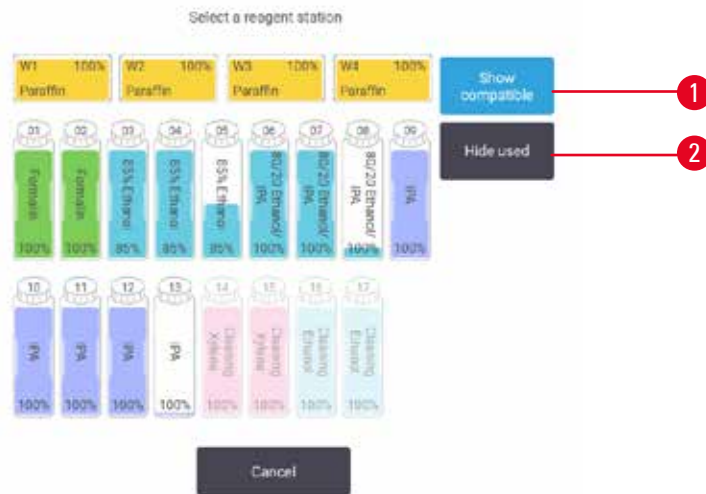 Select a reagent station
W1 100% W2 100% W3 100% W4 100%
Paraffin Paraffin Paraffin Paraffin
Show
compatible
1
01 02 03 04 05 06 07 08 09
Hide used
2
Formalin
Formalin
85% Ethanol
85% Ethanol
85% Ethanol
80/20 Ethanol/
IPA
80/20 Ethanol/
IPA
80/20 Ethanol/
IPA
IPA
100% 100% 85% 85% 85% 100% 100% 100% 100%
10 11 12 13 14 15 16 17
IPA
IPA
IPA
IPA
Cleaning
Xylene
Cleaning
Xylene
Cleaning
Ethanol
Cleaning
Ethanol
100% 100% 100% 100% 100% 100% 100% 100%
Cancel